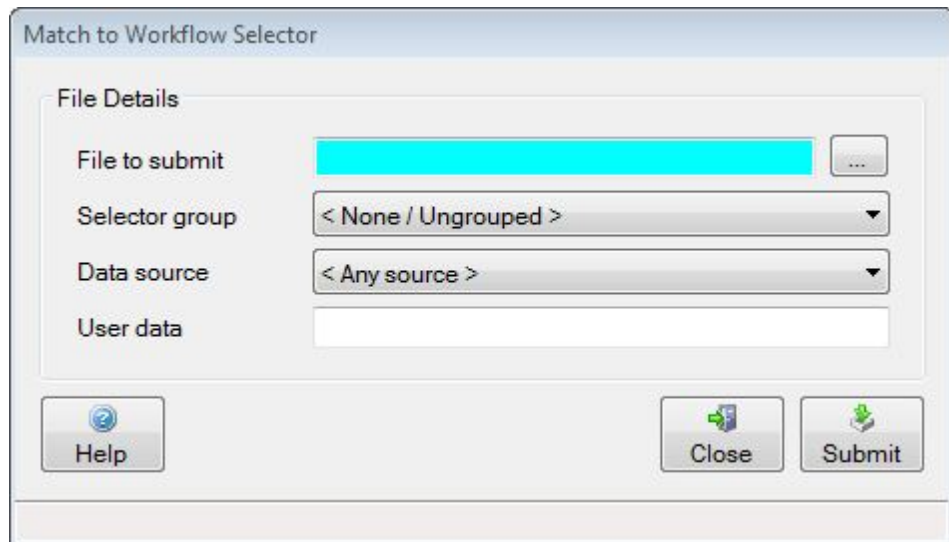 Match to Workflow Selector
File Details
File to submit ...
Selector group < None / Ungrouped >
Data source < Any source >
User data
Help Close Submit